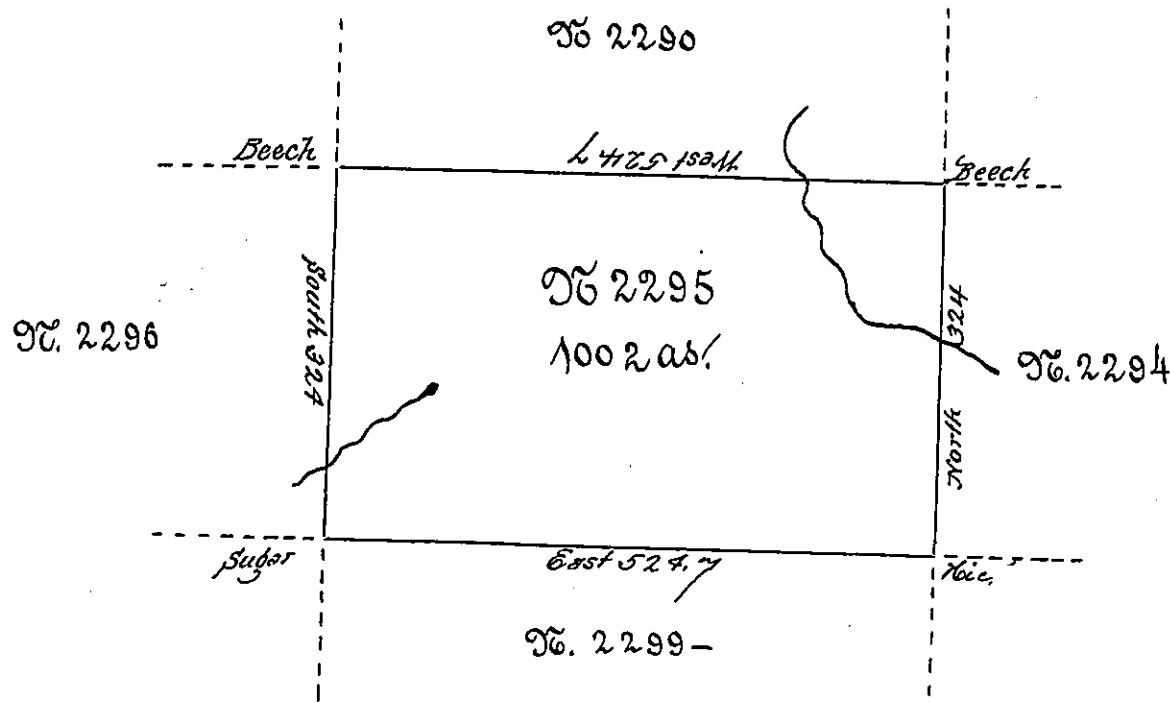 No 2290
Beech
West 524 7
Beech
South 324
No 2295
1002 as.
324
North
No. 2296
No. 2294
Sugar
East 524.7
Hic.
No. 2299-